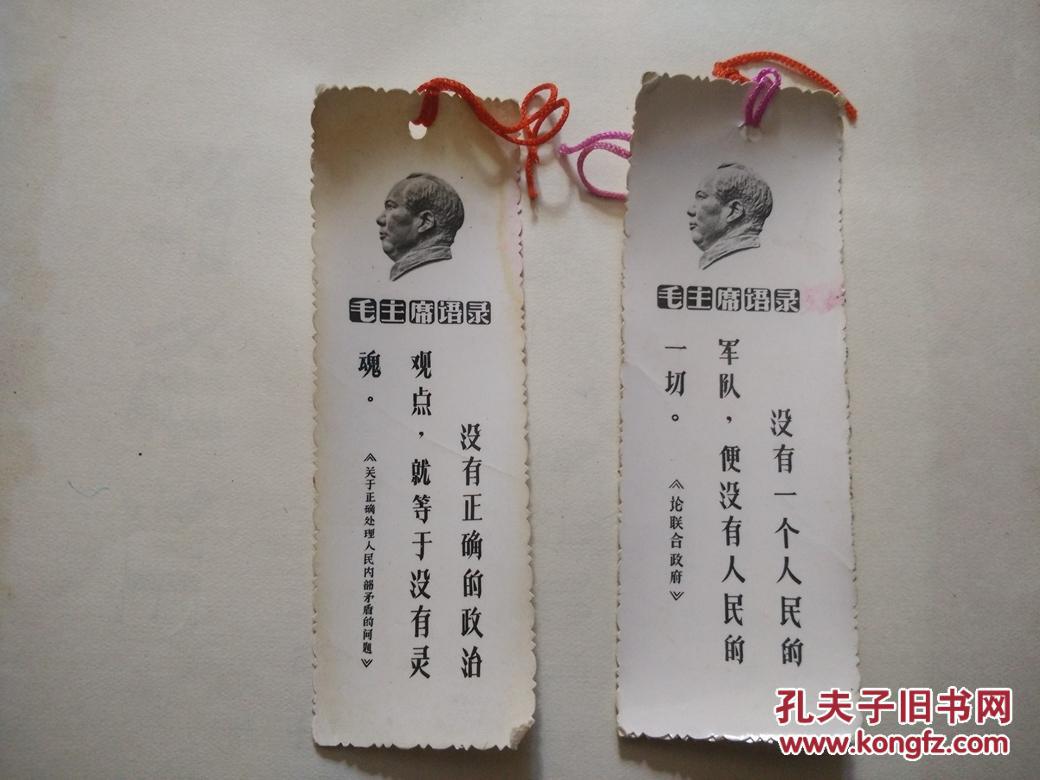 毛主席语录
没有正确的政治
观点，就等于没有灵
魂。
《关于正确处理人民内部矛盾的问题》
毛主席语录
没有一个人民的
军队，便没有人民的
一切。
《论联合政府》
孔夫子旧书网
www.kongfz.com